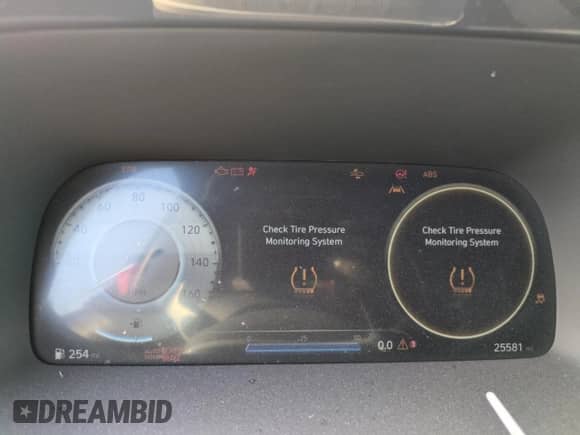 ABS
80
60
100
40
120
140
160
Check Tire Pressure
Monitoring System
Check Tire Pressure
Monitoring System
254
0.0
25581
DREAMBID